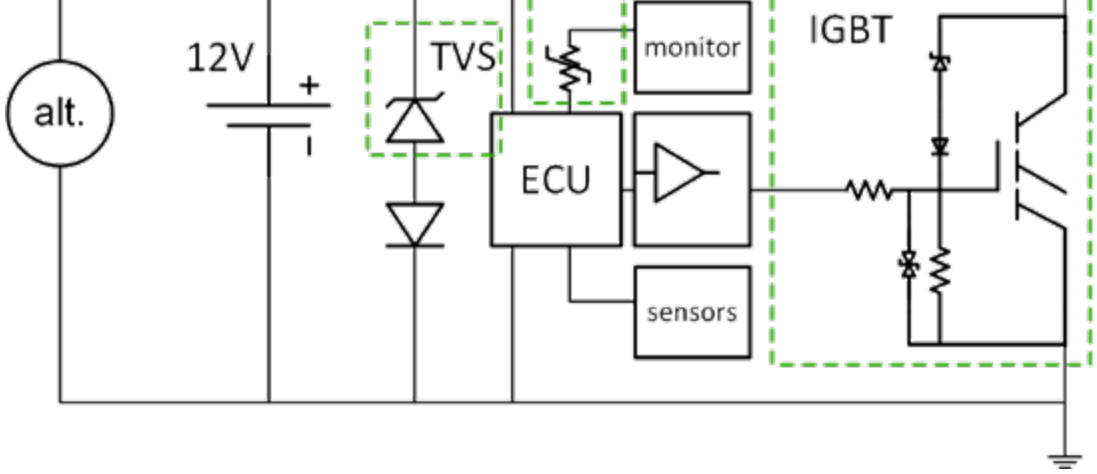 alt.
12V
+
-
TVS
ECU
monitor
sensors
IGBT